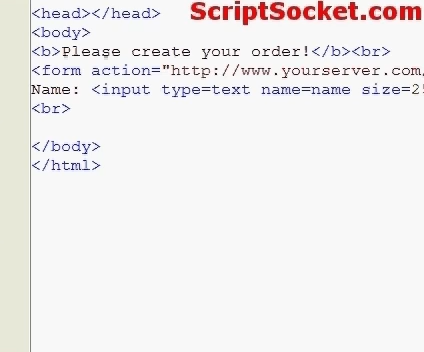 <head></head> ScriptSocket.com
<body>
<b>Please create your order!</b><br>
<form action="http://www.yourserver.com/
Name: <input type=text name=name size=25
<br>
</body>
</html>